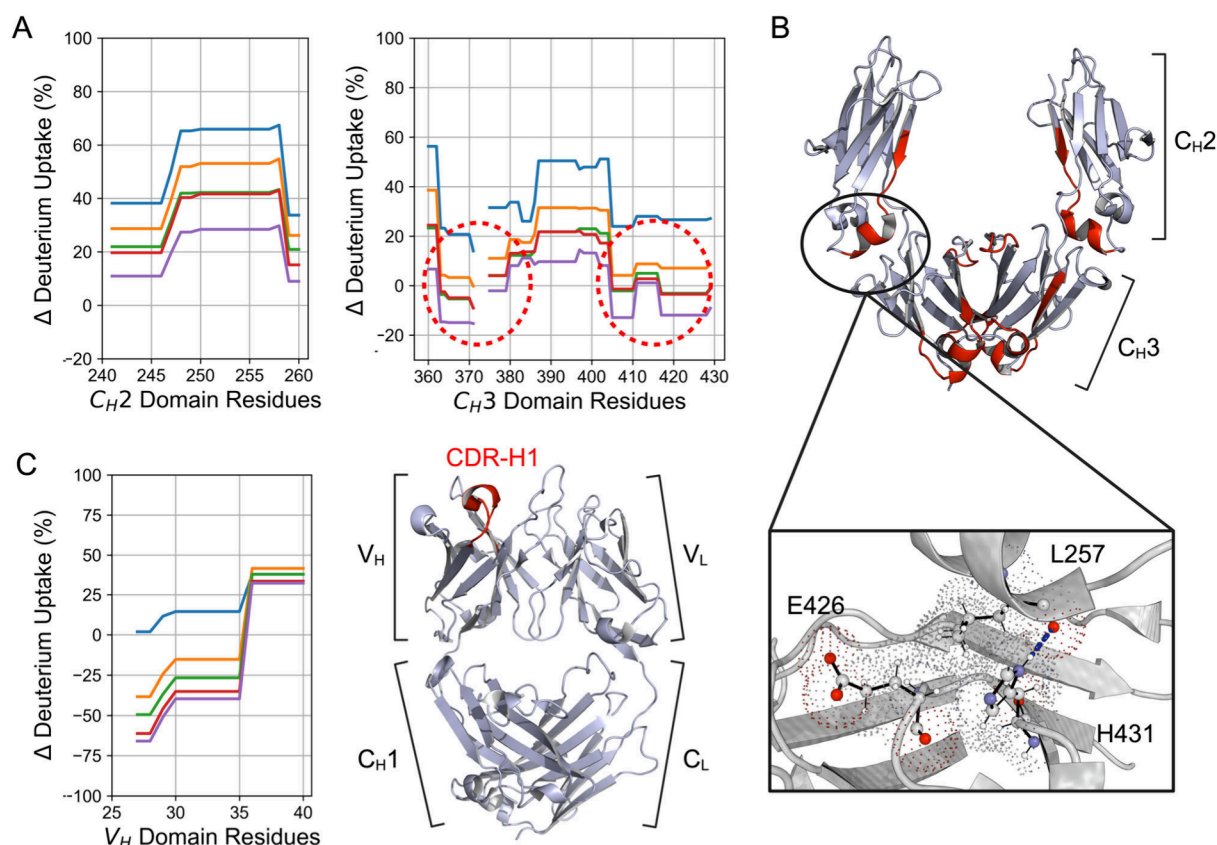 A
B
100
80
60
40
20
0
-20
Δ Deuterium Uptake (%)
240 245 250 255 260
CH2 Domain Residues
100
80
60
40
20
0
-20
Δ Deuterium Uptake (%)
360 370 380 390 400 410 420 430
CH3 Domain Residues
CH2
CH3
C
100
75
50
25
0
-25
-50
-75
-100
Δ Deuterium Uptake (%)
25 30 35 40
VH Domain Residues
CDR-H1
VH
VL
CH1
CL
L257
E426
H431